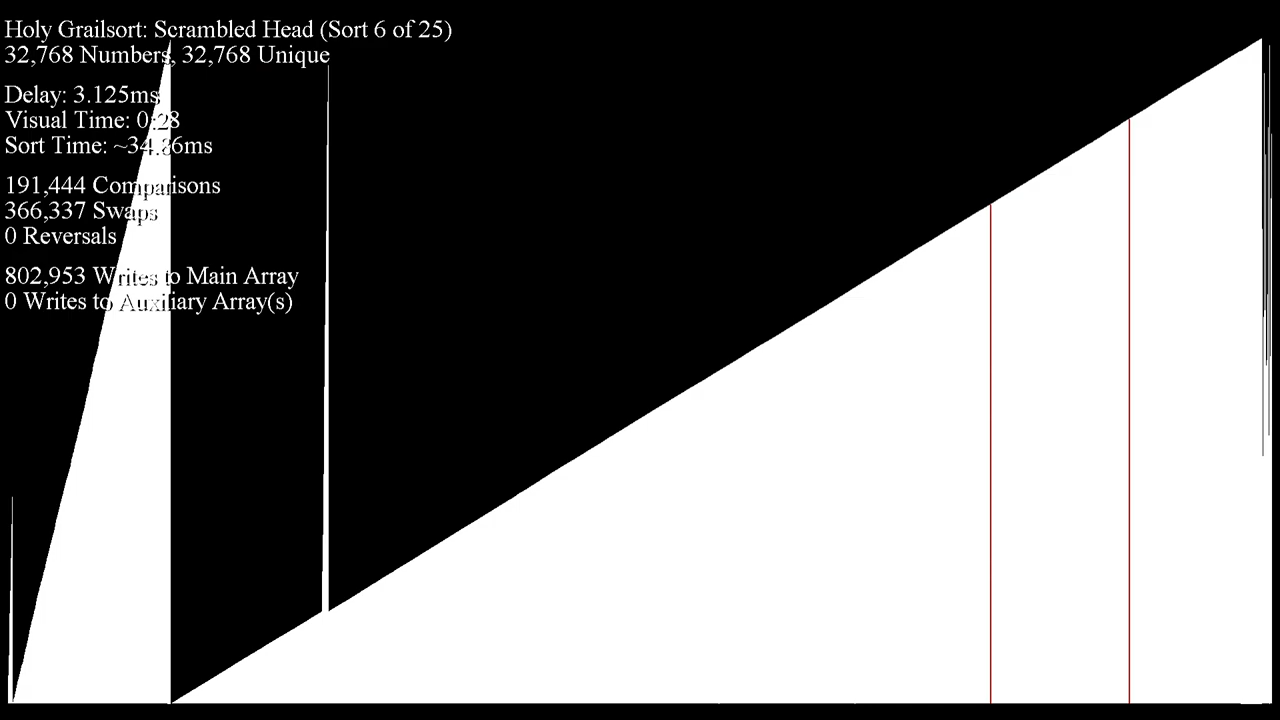 Holy Grailsort: Scrambled Head (Sort 6 of 25)
32,768 Numbers, 32,768 Unique
Delay: 3.125ms
Visual Time: 0:28
Sort Time:
191,444 Comparisons
366,337 Swaps
0 Reversals
802,953 Writes to Main Array
0 Writes to Auxiliary Array(s)